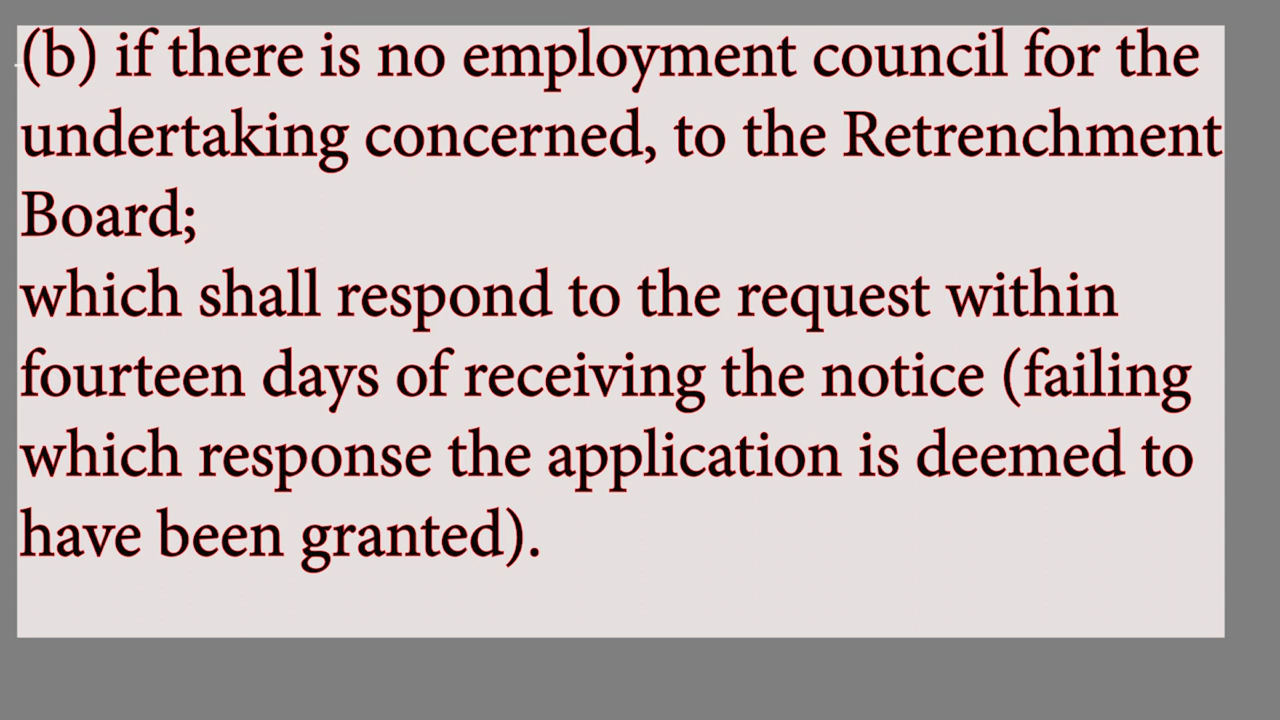 (b) if there is no employment council for the
undertaking concerned, to the Retrenchment
Board;
which shall respond to the request within
fourteen days of receiving the notice (failing
which response the application is deemed to
have been granted).